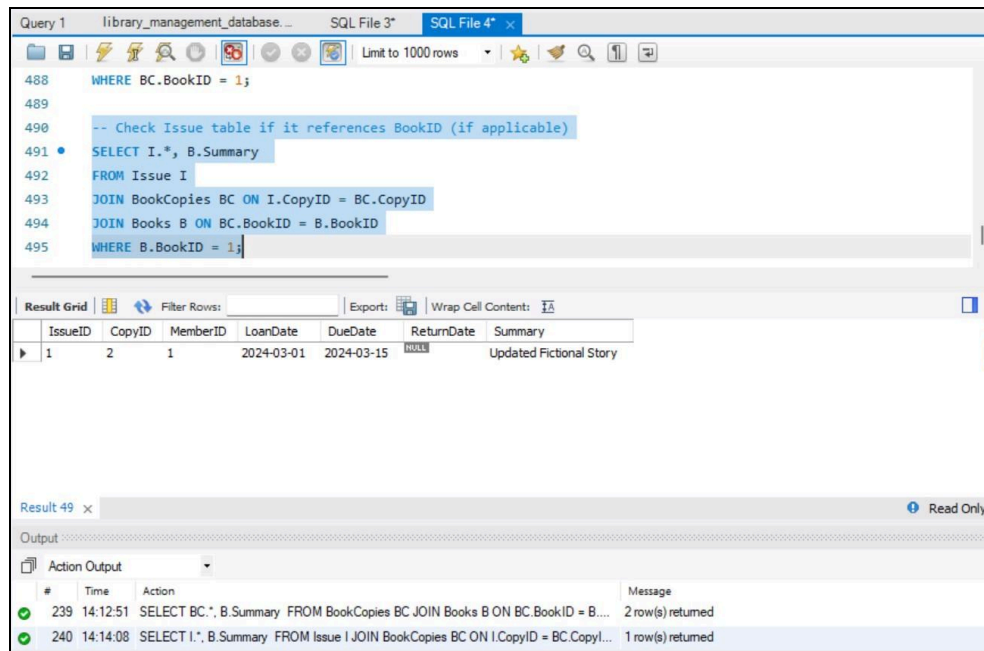 Query 1 library_management_database.... SQL File 3* SQL File 4*
Limit to 1000 rows
488 WHERE BC.BookID = 1;
489
490 -- Check Issue table if it references BookID (if applicable)
491 SELECT I.*, B.Summary
492 FROM Issue I
493 JOIN BookCopies BC ON I.CopyID = BC.CopyID
494 JOIN Books B ON BC.BookID = B.BookID
495 WHERE B.BookID = 1;
Result Grid Filter Rows: Export: Wrap Cell Content: IA
IssueID CopyID MemberID LoanDate DueDate ReturnDate Summary
1 2 1 2024-03-01 2024-03-15 NULL Updated Fictional Story
Result 49 Read Only
Output
Action Output
# Time Action Message
239 14:12:51 SELECT BC.*, B.Summary FROM BookCopies BC JOIN Books B ON BC.BookID = B.... 2 row(s) returned
240 14:14:08 SELECT I.*, B.Summary FROM Issue I JOIN BookCopies BC ON I.CopyID = BC.CopyI... 1 row(s) returned